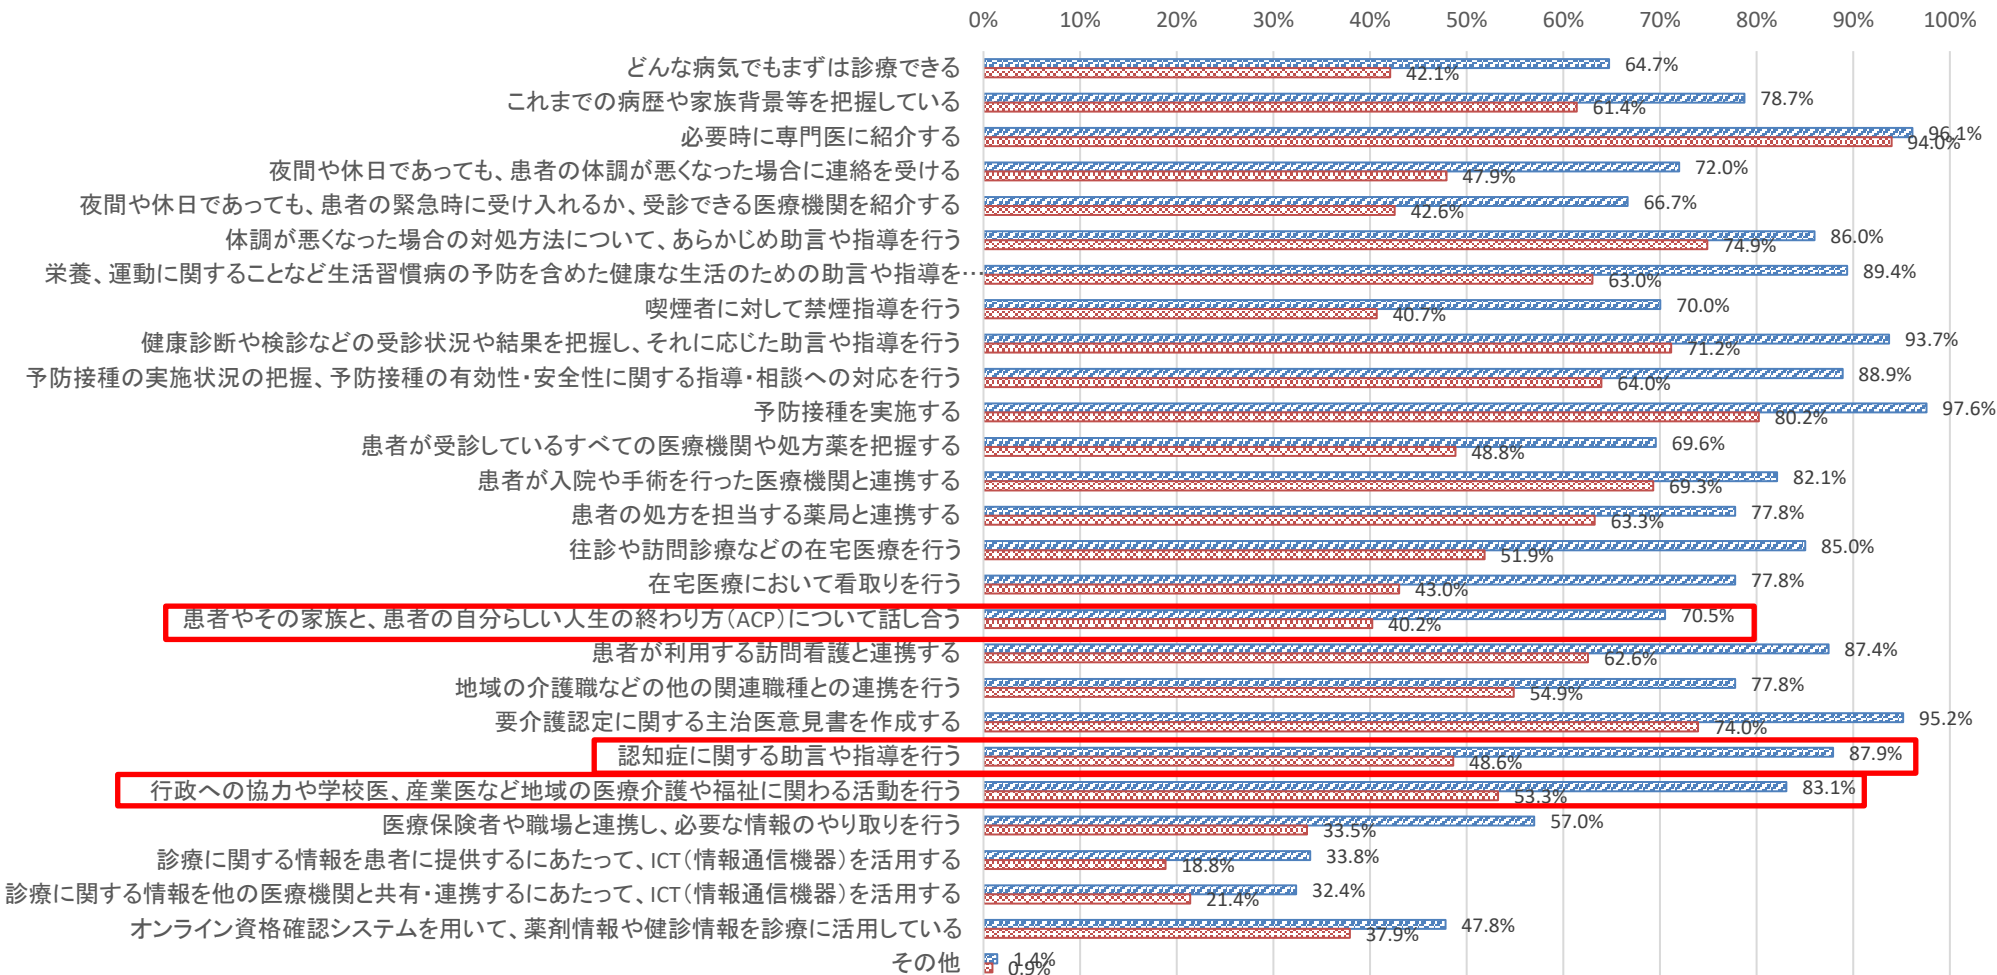 0% 10% 20% 30% 40% 50% 60% 70% 80% 90% 100%
どんな病気でもまずは診療できる 64.7% 42.1%
これまでの病歴や家族背景等を把握している 78.7% 61.4%
必要時に専門医に紹介する 96.1% 94.0%
夜間や休日であっても、患者の体調が悪くなった場合に連絡を受ける 72.0% 47.9%
夜間や休日であっても、患者の緊急時に受け入れるか、受診できる医療機関を紹介する 66.7% 42.6%
体調が悪くなった場合の対処方法について、あらかじめ助言や指導を行う 86.0% 74.9%
栄養、運動に関することなど生活習慣病の予防を含めた健康な生活のための助言や指導を… 89.4% 63.0%
喫煙者に対して禁煙指導を行う 70.0% 40.7%
健康診断や検診などの受診状況や結果を把握し、それに応じた助言や指導を行う 93.7% 71.2%
予防接種の実施状況の把握、予防接種の有効性・安全性に関する指導・相談への対応を行う 88.9% 64.0%
予防接種を実施する 97.6% 80.2%
患者が受診しているすべての医療機関や処方薬を把握する 69.6% 48.8%
患者が入院や手術を行った医療機関と連携する 82.1% 69.3%
患者の処方を担当する薬局と連携する 77.8% 63.3%
往診や訪問診療などの在宅医療を行う 85.0% 51.9%
在宅医療において看取りを行う 77.8% 43.0%
患者やその家族と、患者の自分らしい人生の終わり方（ACP）について話し合う 70.5% 40.2%
患者が利用する訪問看護と連携する 87.4% 62.6%
地域の介護職などの他の関連職種との連携を行う 77.8% 54.9%
要介護認定に関する主治医意見書を作成する 95.2% 74.0%
認知症に関する助言や指導を行う 87.9% 48.6%
行政への協力や学校医、産業医など地域の医療介護や福祉に関わる活動を行う 83.1% 53.3%
医療保険者や職場と連携し、必要な情報のやり取りを行う 57.0% 33.5%
診療に関する情報を患者に提供するにあたって、ICT（情報通信機器）を活用する 33.8% 18.8%
診療に関する情報を他の医療機関と共有・連携するにあたって、ICT（情報通信機器）を活用する 32.4% 21.4%
オンライン資格確認システムを用いて、薬剤情報や健診情報を診療に活用している 47.8% 37.9%
その他 1.4% 0.9%